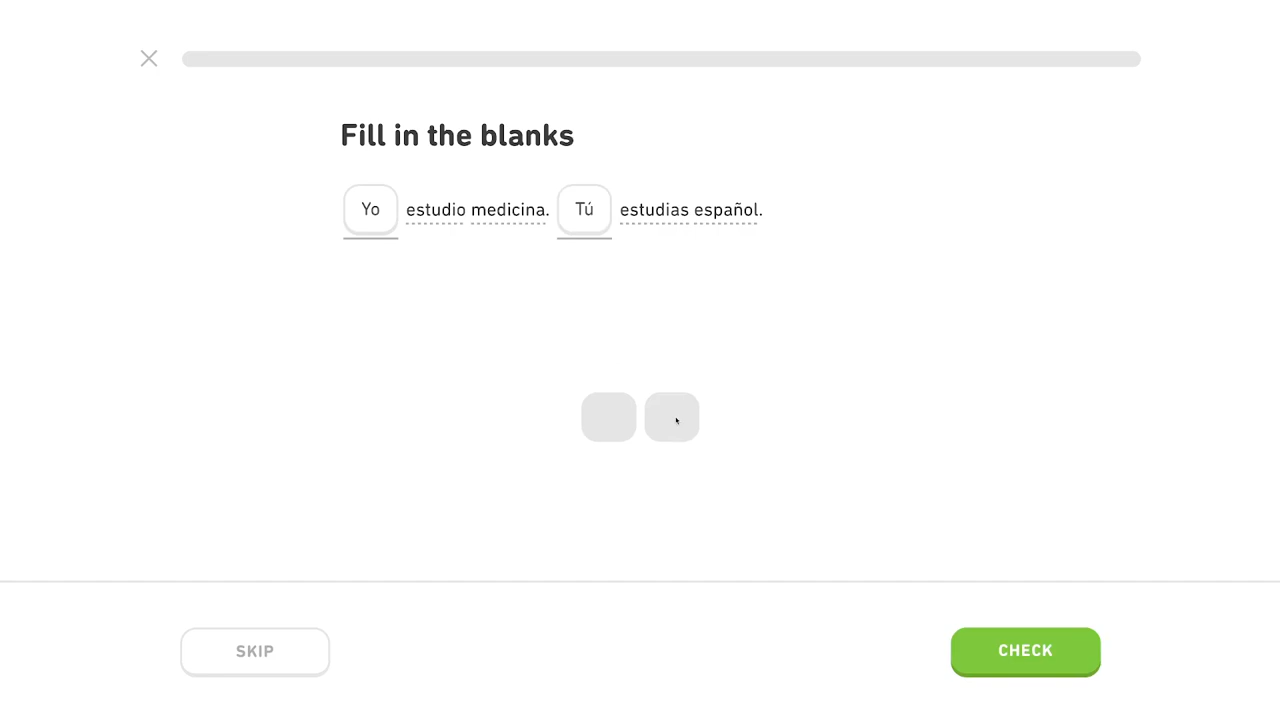 Fill in the blanks
Yo estudio medicina. Tú estudias español.
SKIP
CHECK